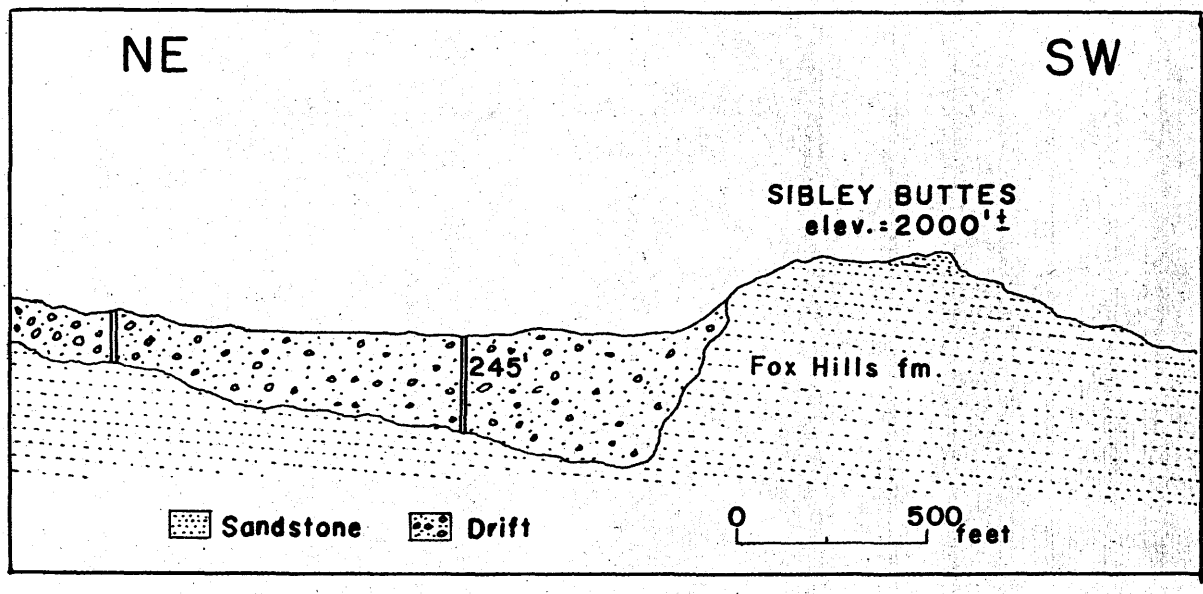 NE SW
SIBLEY BUTTES
elev.=2000'±
245'
Fox Hills fm.
Sandstone Drift
0 500 feet